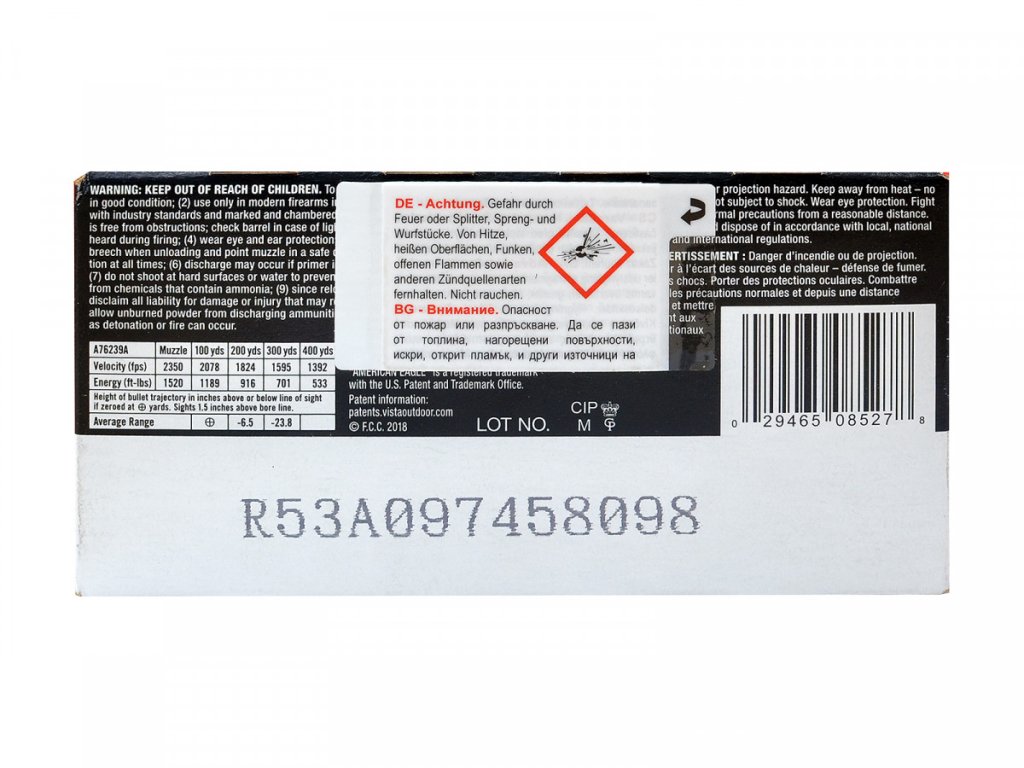 WARNING: KEEP OUT OF REACH OF CHILDREN. To
in good condition; (2) use only in modern firearms in
with industry standards and marked and chambered
is free from obstructions; check barrel in case of lig
heard during firing; (4) wear eye and ear protection
breech when unloading and point muzzle in a safe
tion at all times; (6) discharge may occur if primer i
(7) do not shoot at hard surfaces or water to preven
from chemicals that contain ammonia; (9) since rel
disclaim all liability for damage or injury that may r
allow unburned powder from discharging ammuniti
as detonation or fire can occur.
A76239A Muzzle 100 yds 200 yds 300 yds 400 yds
Velocity (fps) 2350 2078 1824 1595 1392
Energy (ft-lbs) 1520 1189 916 701 533
Height of bullet trajectory in inches above or below line of sight
if zeroed at ⊕ yards. Sights 1.5 inches above bore line.
Average Range ⊕ -6.5 -23.8
DE - Achtung. Gefahr durch
Feuer oder Splitter, Spreng- und
Wurfstücke. Von Hitze,
heißen Oberflächen, Funken,
offenen Flammen sowie
anderen Zündquellenarten
fernhalten. Nicht rauchen.
BG - Внимание. Опасност
от пожар или разпръскване. Да се пази
от топлина, нагорещени повърхности,
искри, открит пламък, и други източници на
"AMERICAN EAGLE" is a registered trademark
with the U.S. Patent and Trademark Office.
Patent information:
patents.vistaoutdoor.com
© F.C.C. 2018
LOT NO.
CIP
M
r projection hazard. Keep away from heat – no
ot subject to shock. Wear eye protection. Fight
rmal precautions from a reasonable distance.
d dispose of in accordance with local, national
and international regulations.
ERTISSEMENT : Danger d'incendie ou de projection.
r à l'écart des sources de chaleur – défense de fumer.
s chocs. Porter des protections oculaires. Combattre
les précautions normales et depuis une distance
et mettre
nt aux
tionaux
0 29465 08527 8
R53A097458098